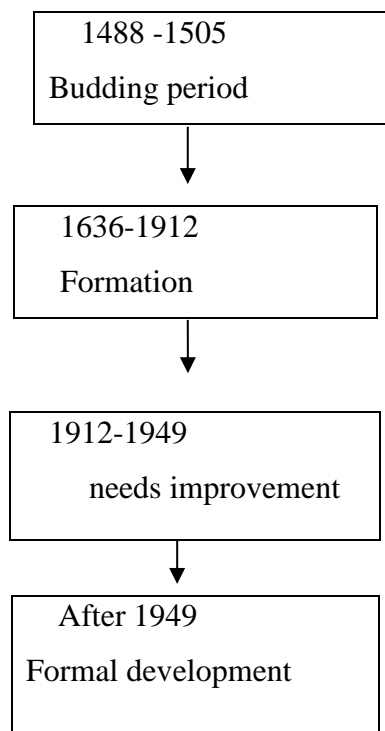 1488 -1505
Budding period
1636-1912
Formation
1912-1949
needs improvement
After 1949
Formal development